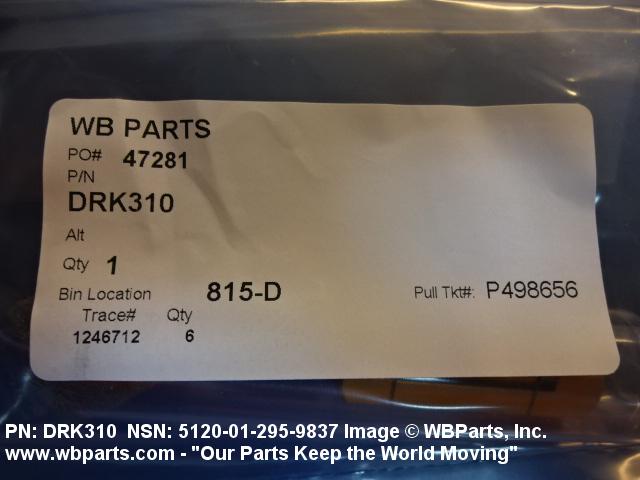 WB PARTS
PO# 47281
P/N
DRK310
Alt
Qty 1
Bin Location 815-D Pull Tkt#: P498656
Trace# Qty
1246712 6
PN: DRK310 NSN: 5120-01-295-9837 Image © WBParts, Inc.
www.wbparts.com - "Our Parts Keep the World Moving"